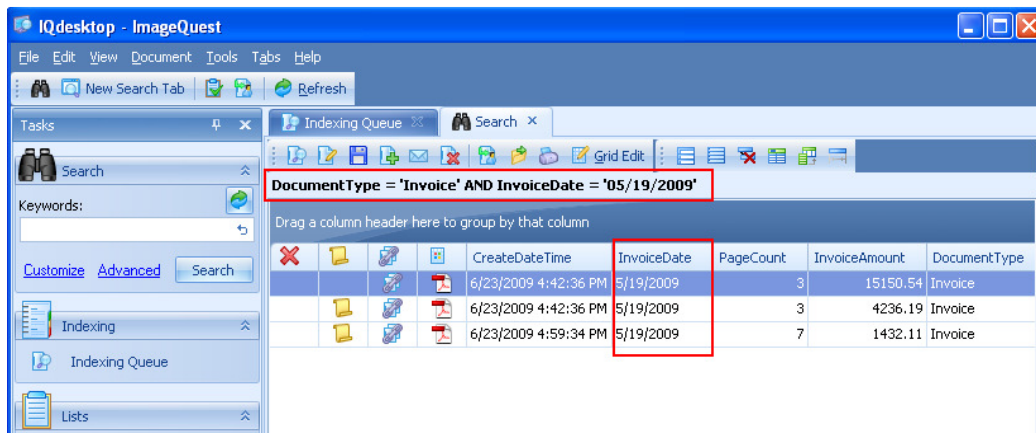 IQdesktop - ImageQuest
File Edit View Document Tools Tabs Help
New Search Tab Refresh
Tasks
Indexing Queue Search
Search
Grid Edit
DocumentType = 'Invoice' AND InvoiceDate = '05/19/2009'
Keywords:
Drag a column header here to group by that column
CreateDateTime InvoiceDate PageCount InvoiceAmount DocumentType
Customize Advanced Search
6/23/2009 4:42:36 PM 5/19/2009 3 15150.54 Invoice
6/23/2009 4:42:36 PM 5/19/2009 3 4236.19 Invoice
6/23/2009 4:59:34 PM 5/19/2009 7 1432.11 Invoice
Indexing
Indexing Queue
Lists